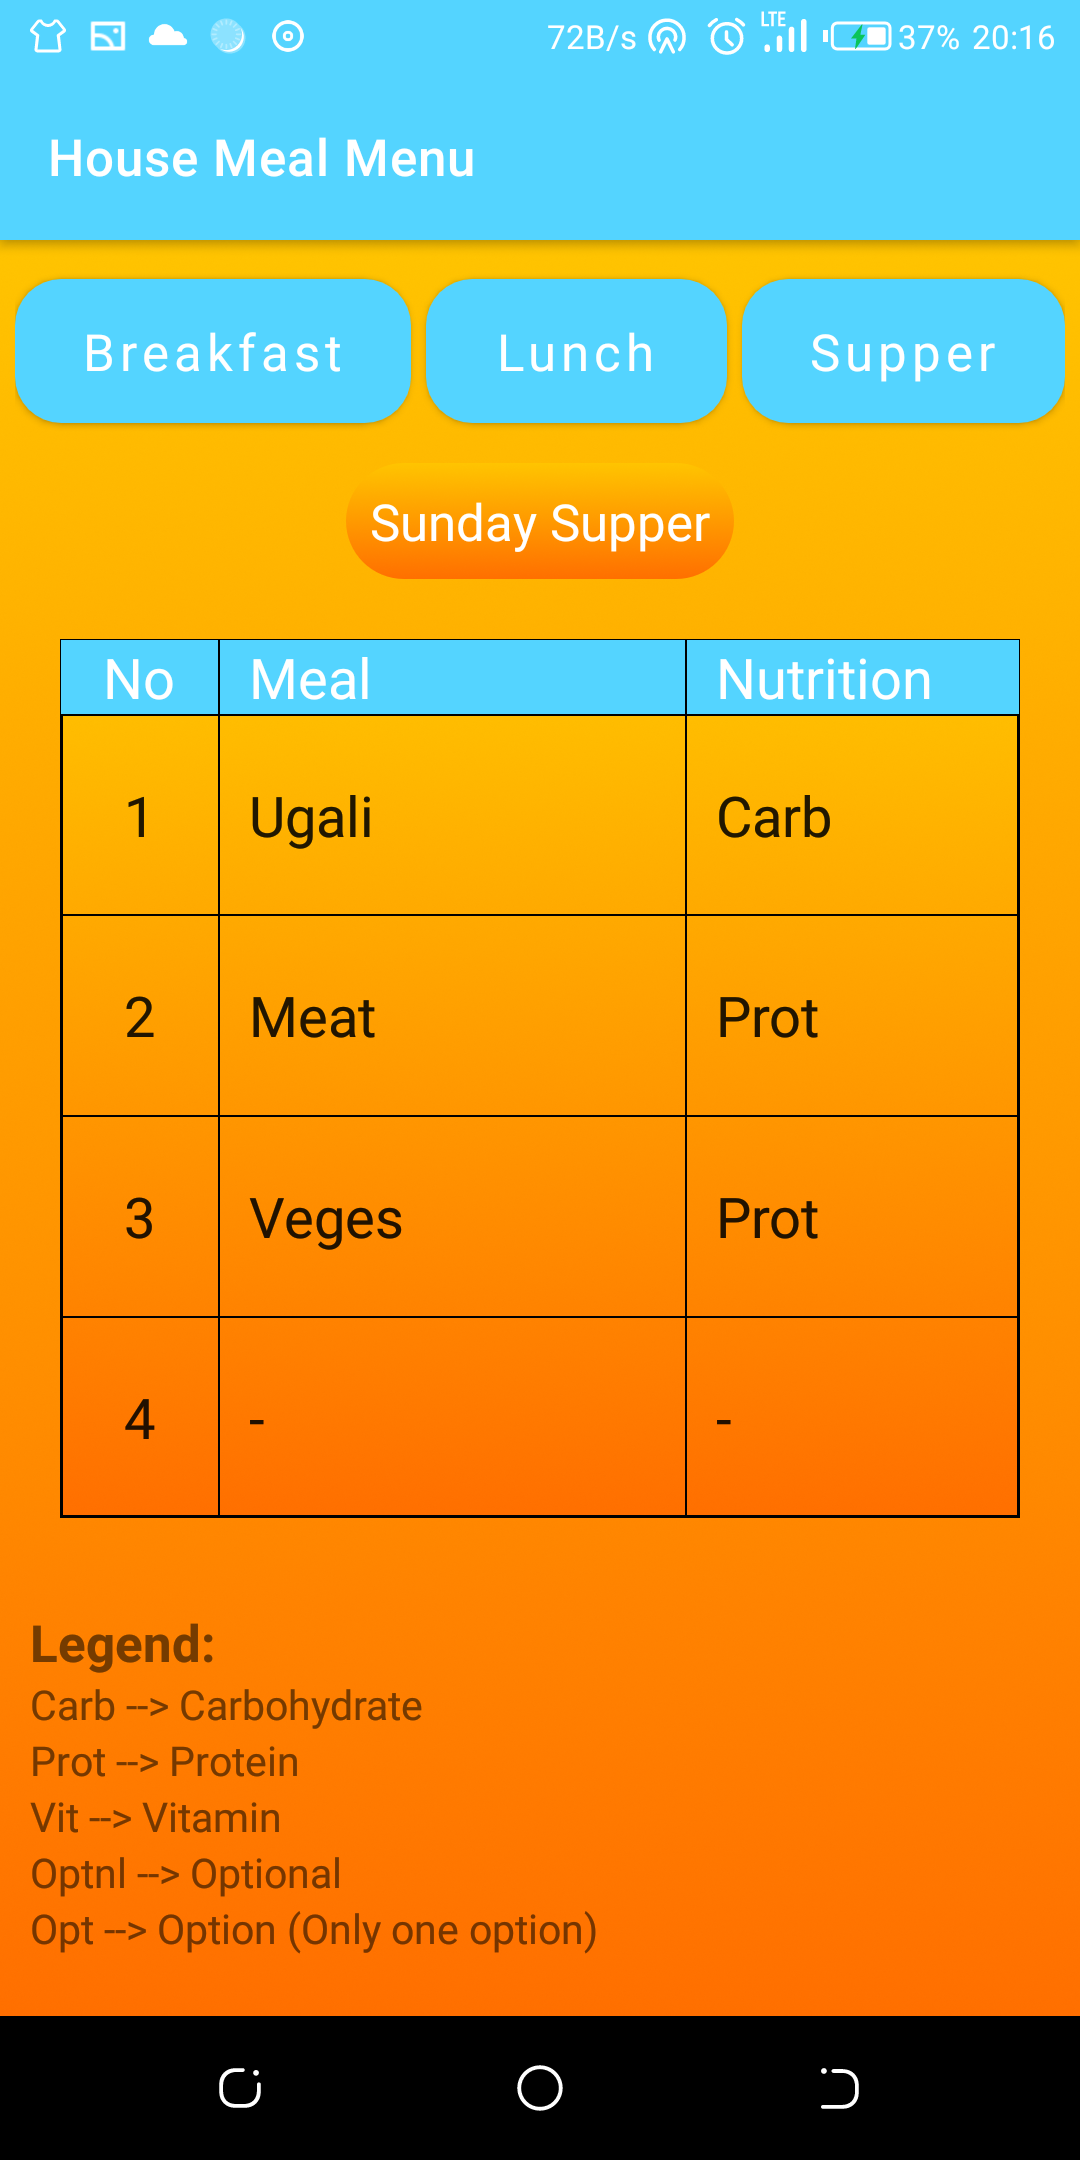 72B/s LTE 37% 20:16
House Meal Menu
Breakfast Lunch Supper
Sunday Supper
No Meal Nutrition
1 Ugali Carb
2 Meat Prot
3 Veges Prot
4 - -
Legend:
Carb --> Carbohydrate
Prot --> Protein
Vit --> Vitamin
Optnl --> Optional
Opt --> Option (Only one option)